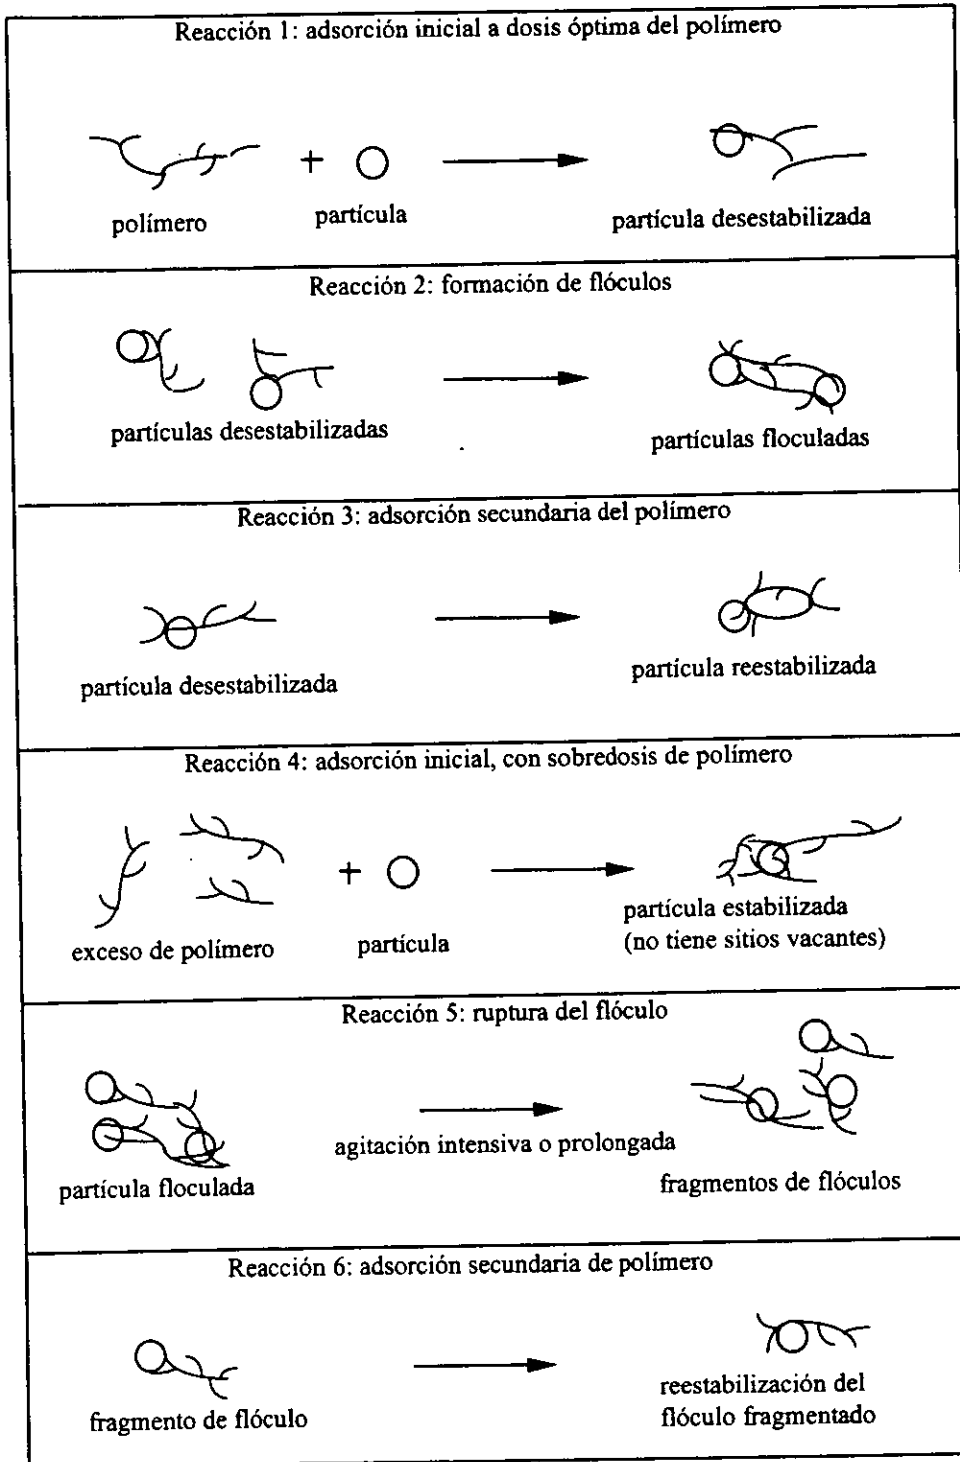 Reacción 1: adsorción inicial a dosis óptima del polímero
+
polímero
partícula
partícula desestabilizada
Reacción 2: formación de flóculos
partículas desestabilizadas
partículas floculadas
Reacción 3: adsorción secundaria del polímero
partícula desestabilizada
partícula reestabilizada
Reacción 4: adsorción inicial, con sobredosis de polímero
+
exceso de polímero
partícula
partícula estabilizada
(no tiene sitios vacantes)
Reacción 5: ruptura del flóculo
agitación intensiva o prolongada
partícula floculada
fragmentos de flóculos
Reacción 6: adsorción secundaria de polímero
fragmento de flóculo
reestabilización del
flóculo fragmentado